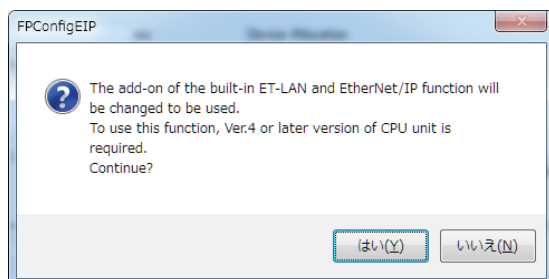 FPConfigEIP
The add-on of the built-in ET-LAN and EtherNet/IP function will
be changed to be used.
To use this function, Ver.4 or later version of CPU unit is
required.
Continue?
はい(Y)
いいえ(N)